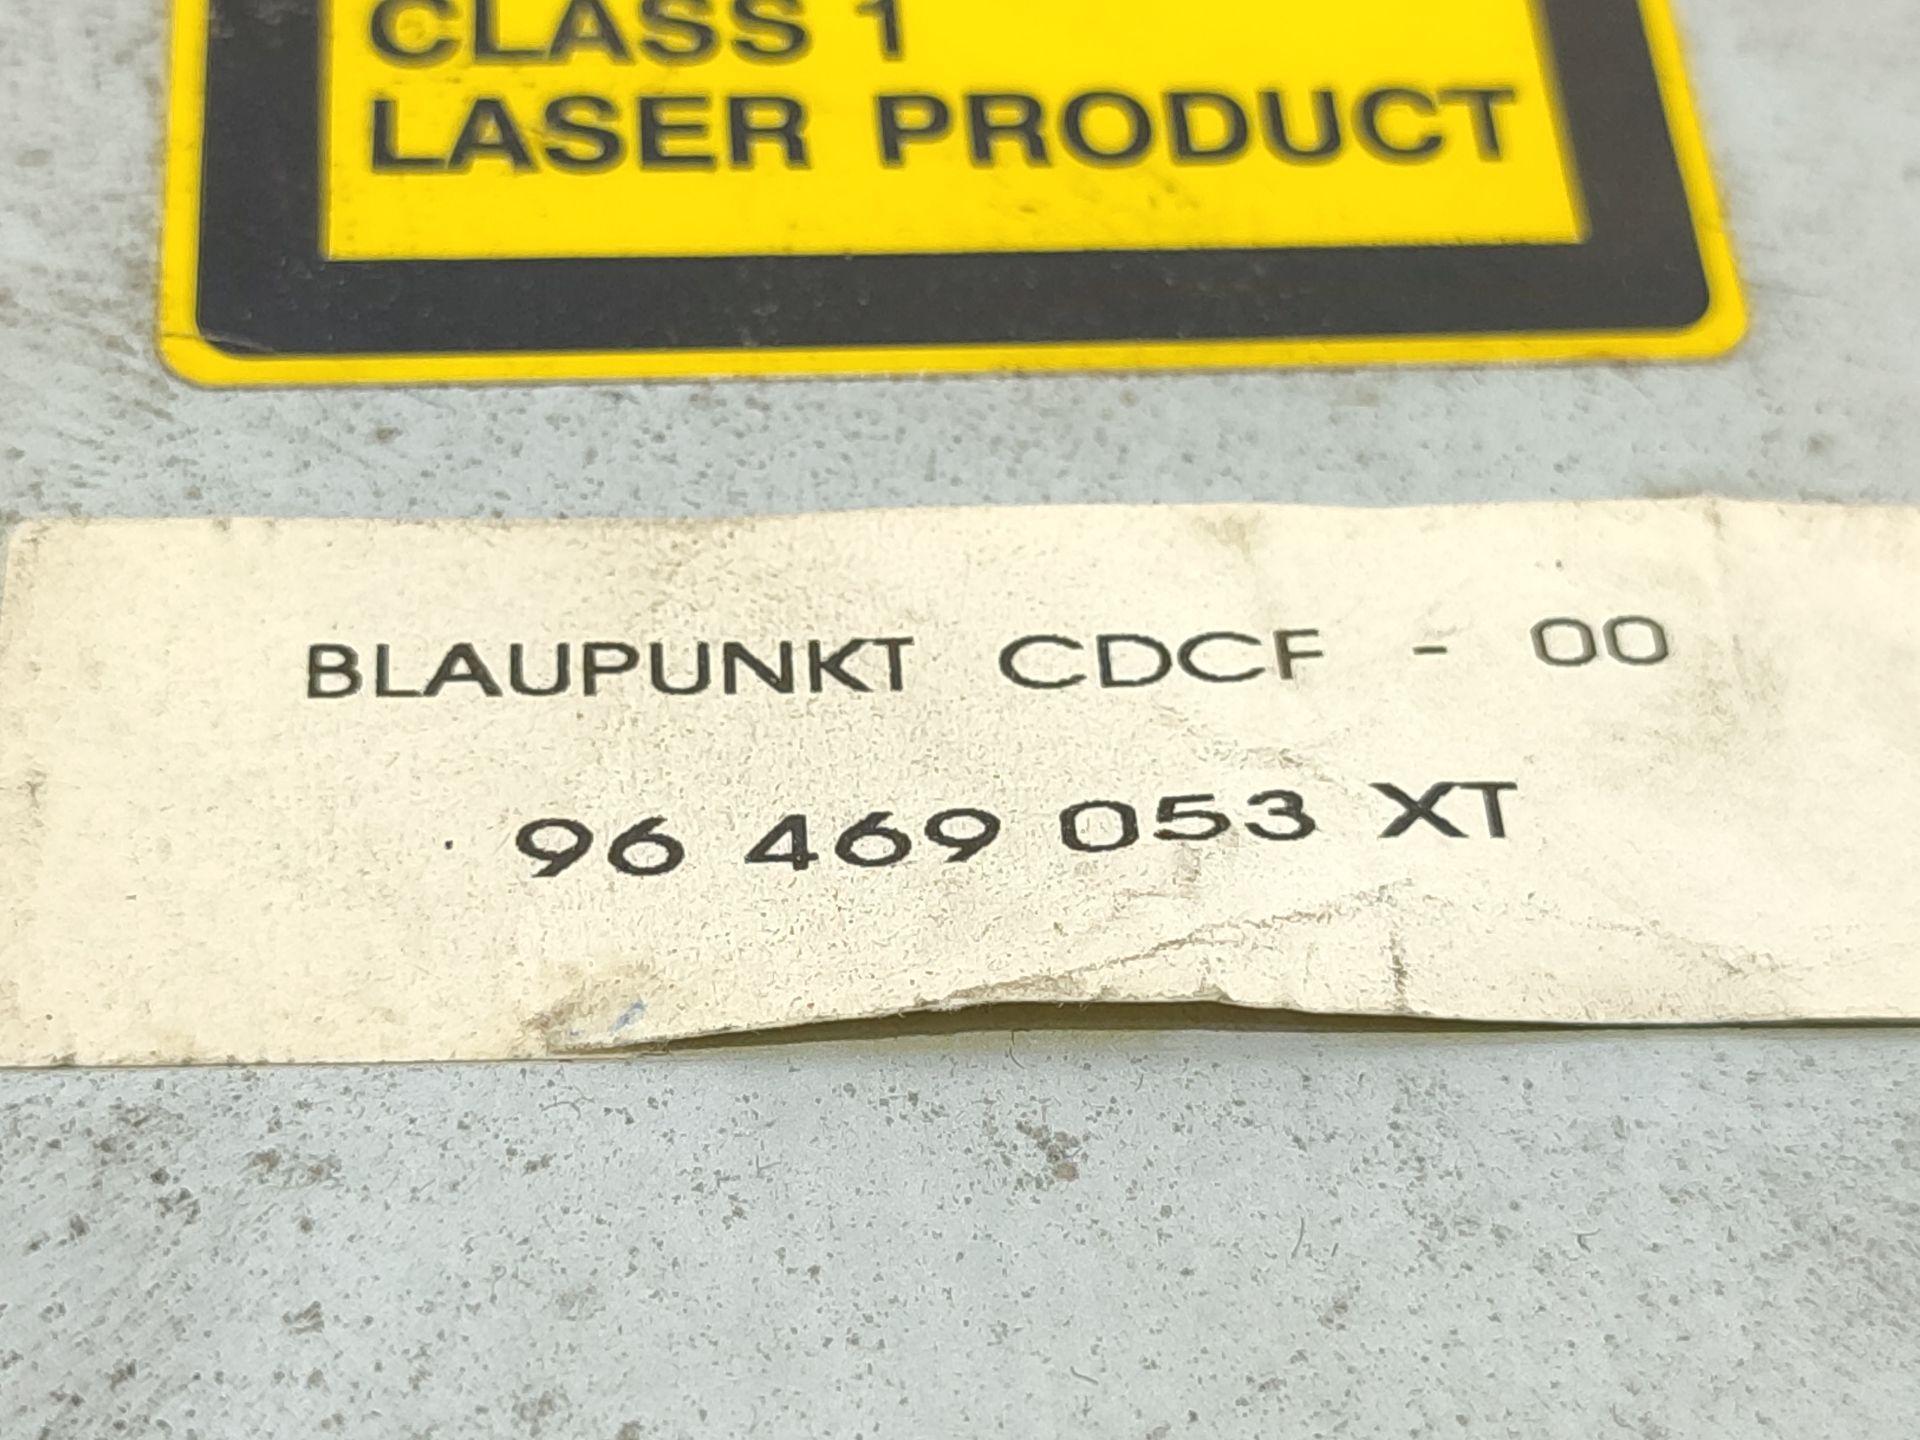 CLASS 1
LASER PRODUCT
BLAUPUNKT CDCF - 00
96 469 053 XT